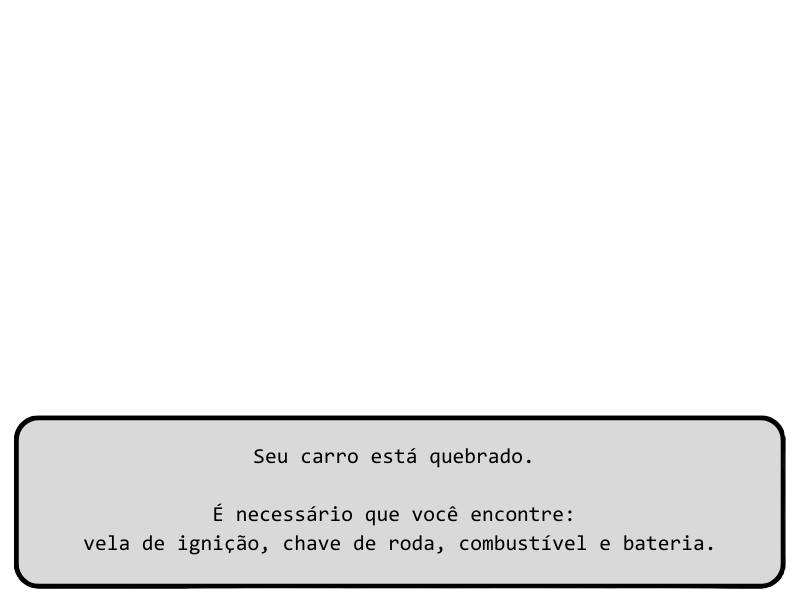 Seu carro está quebrado.
É necessário que você encontre:
vela de ignição, chave de roda, combustível e bateria.